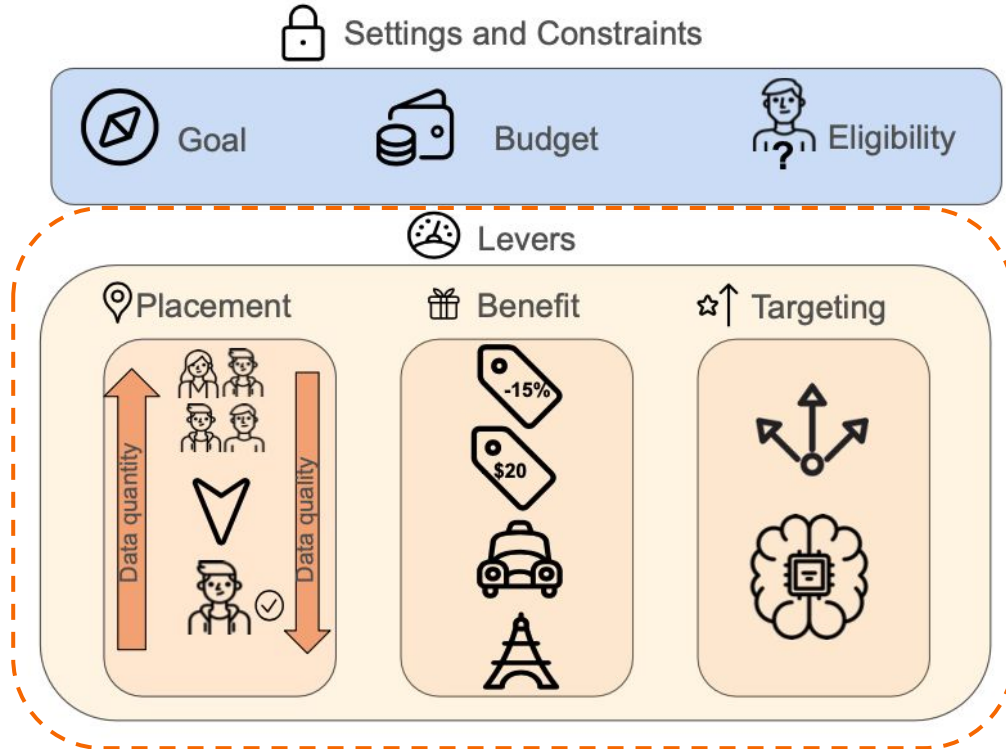 Settings and Constraints
Goal
Budget
Eligibility
?
Levers
Placement
Benefit
Targeting
Data quantity
Data quality
-15%
$20